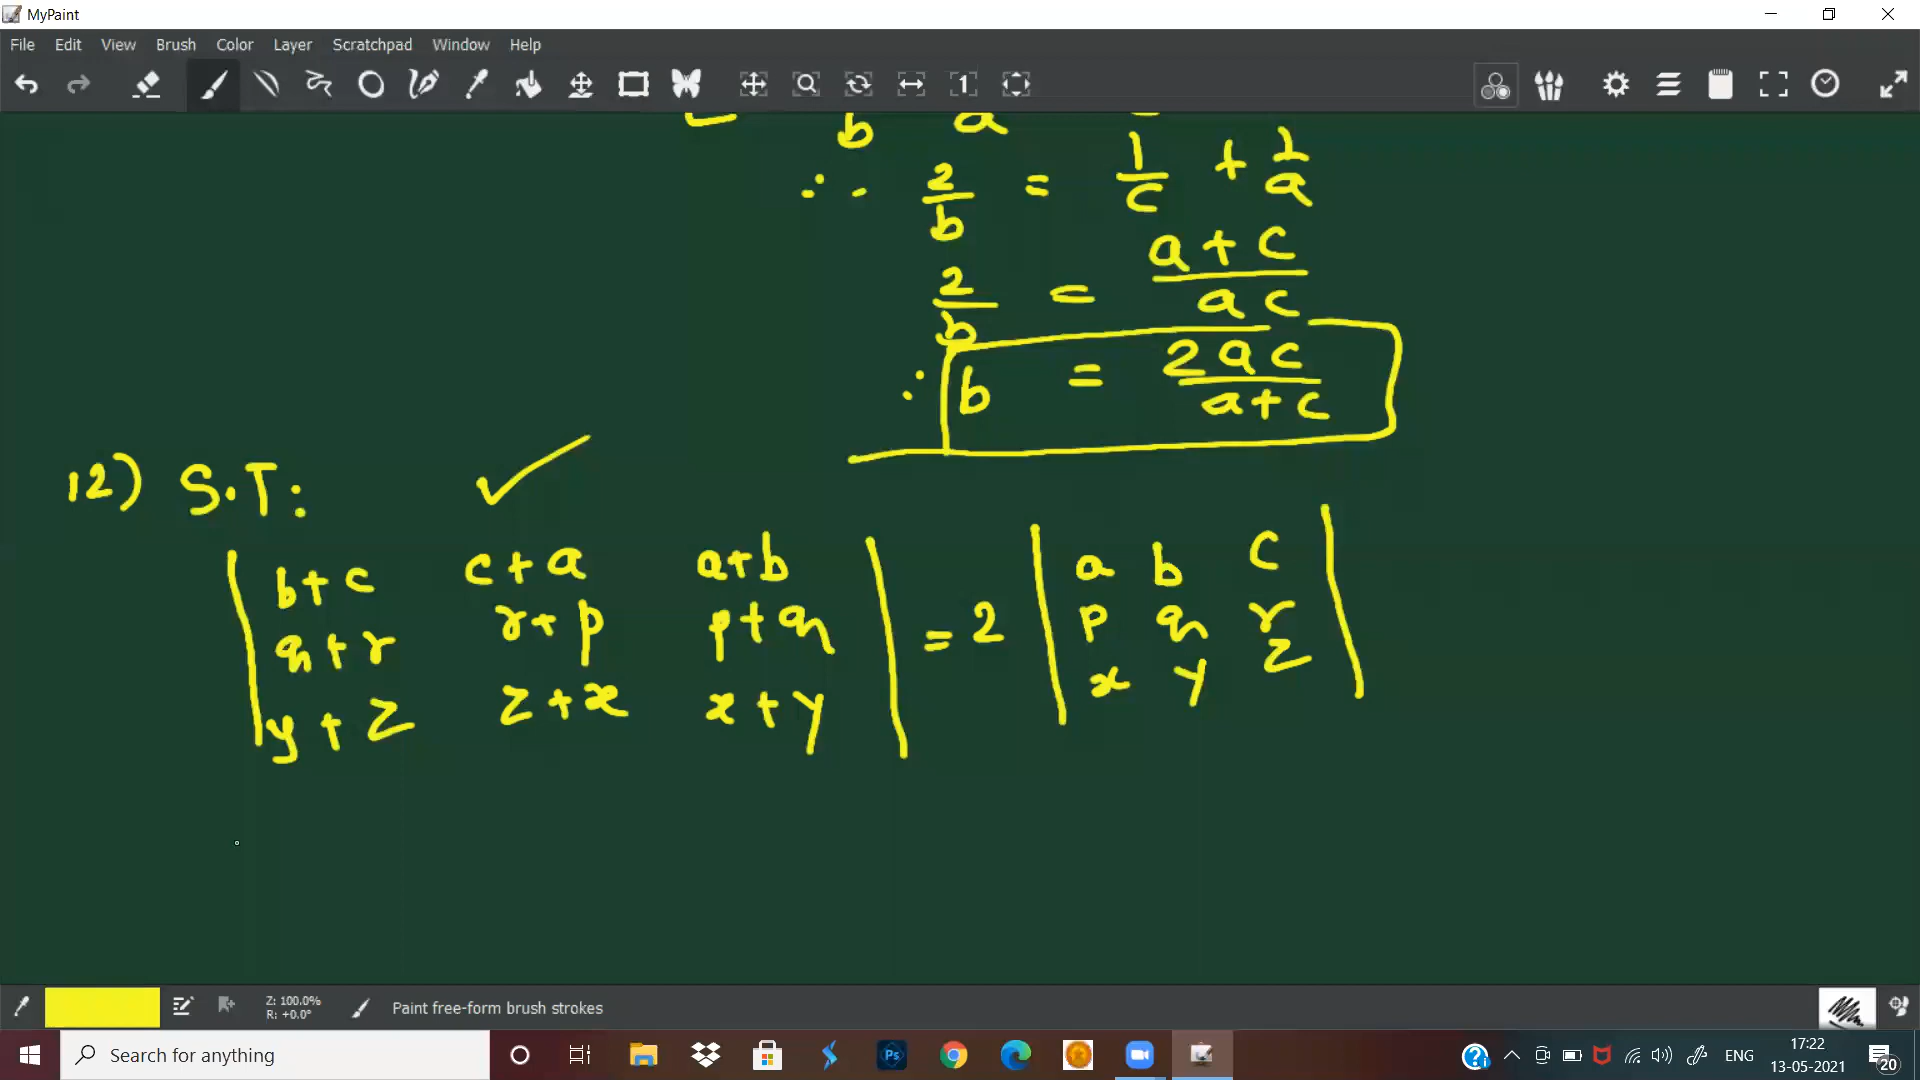 MyPaint
File Edit View Brush Color Layer Scratchpad Window Help
b a
∴ 2/b = 1/c + 1/a
2/b = a+c/ac
∴ b = 2ac/a+c
12) S.T:
| b+c c+a a+b | = 2 | a b c |
| q+r r+p p+q | | p q r |
| y+z z+x x+y | | x y z |
Z: 100.0%
R: +0.0°
Paint free-form brush strokes
Search for anything
Ps
ENG
17:22
13-05-2021
20